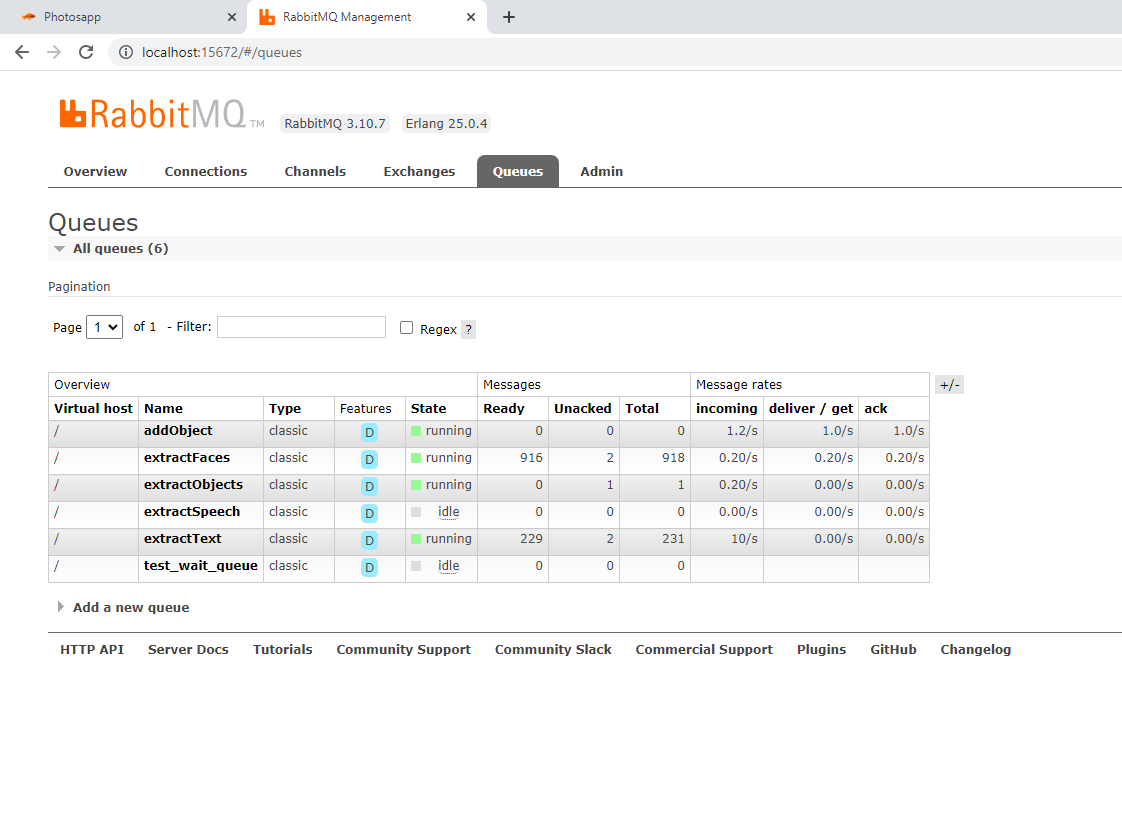 Photosapp
RabbitMQ Management
localhost:15672/#/queues
RabbitMQ TM RabbitMQ 3.10.7 Erlang 25.0.4
Overview Connections Channels Exchanges Queues Admin
Queues
All queues (6)
Pagination
Page 1 of 1 - Filter: Regex ?
Overview Messages Message rates +/-
Virtual host Name Type Features State Ready Unacked Total incoming deliver / get ack
/ addObject classic D running 0 0 0 1.2/s 1.0/s 1.0/s
/ extractFaces classic D running 916 2 918 0.20/s 0.20/s 0.20/s
/ extractObjects classic D running 0 1 1 0.20/s 0.00/s 0.00/s
/ extractSpeech classic D idle 0 0 0 0.00/s 0.00/s 0.00/s
/ extractText classic D running 229 2 231 10/s 0.00/s 0.00/s
/ test_wait_queue classic D idle 0 0 0
Add a new queue
HTTP API Server Docs Tutorials Community Support Community Slack Commercial Support Plugins GitHub Changelog